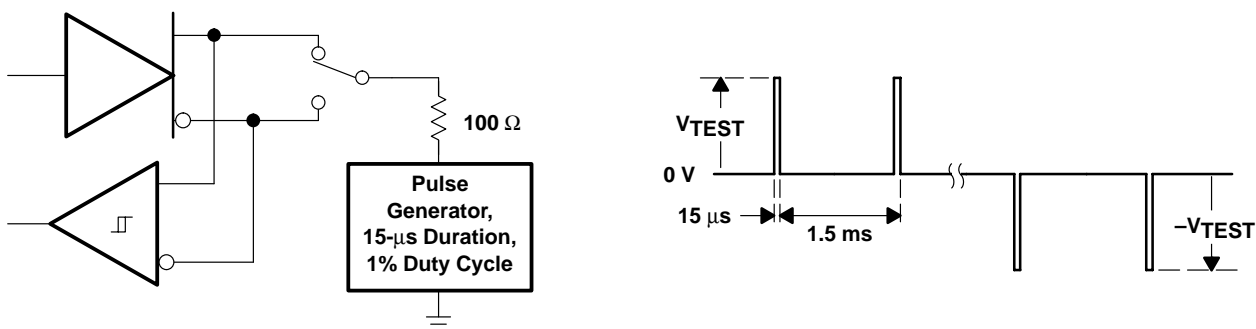 100 Ω
Pulse
Generator,
15-μs Duration,
1% Duty Cycle
VTEST
0 V
15 μs
1.5 ms
–VTEST